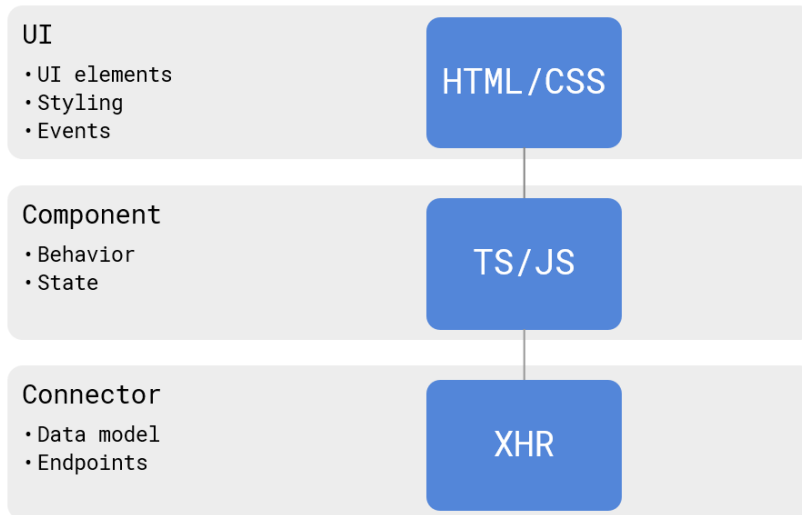 UI
• UI elements
• Styling
• Events
HTML/CSS
Component
• Behavior
• State
TS/JS
Connector
• Data model
• Endpoints
XHR